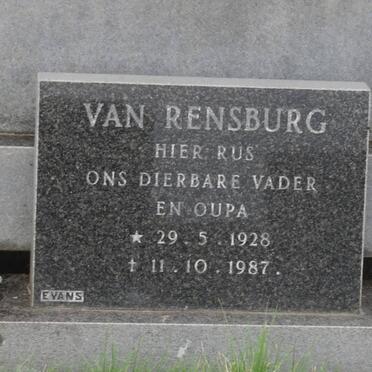 VAN RENSBURG
HIER RUS
ONS DIERBARE VADER
EN OUPA
★ 29.5.1928
† 11.10.1987.
EVANS